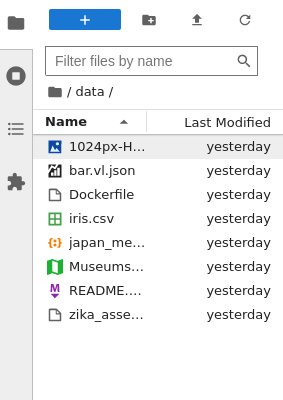 Filter files by name
/ data /
Name Last Modified
1024px-H... yesterday
bar.vl.json yesterday
Dockerfile yesterday
iris.csv yesterday
japan_me... yesterday
Museums... yesterday
README.... yesterday
zika_asse... yesterday